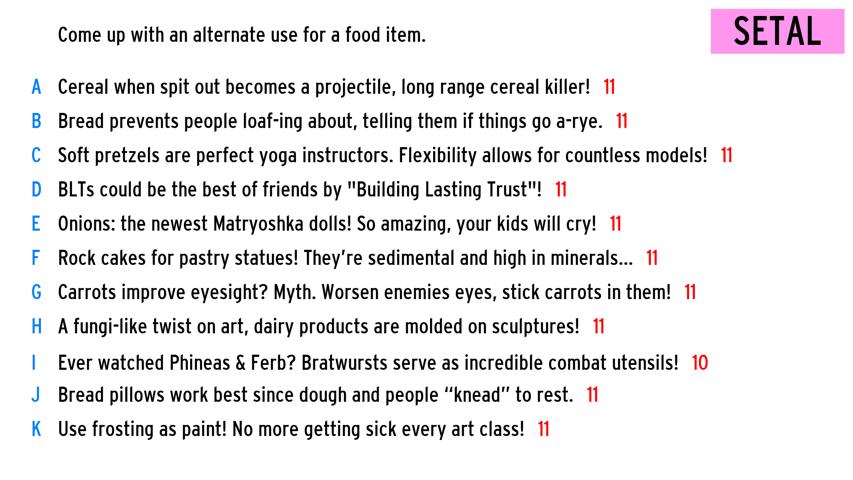 Come up with an alternate use for a food item.
SETAL
A Cereal when spit out becomes a projectile, long range cereal killer! 11
B Bread prevents people loaf-ing about, telling them if things go a-rye. 11
C Soft pretzels are perfect yoga instructors. Flexibility allows for countless models! 11
D BLTs could be the best of friends by "Building Lasting Trust"! 11
E Onions: the newest Matryoshka dolls! So amazing, your kids will cry! 11
F Rock cakes for pastry statues! They’re sedimental and high in minerals... 11
G Carrots improve eyesight? Myth. Worsen enemies eyes, stick carrots in them! 11
H A fungi-like twist on art, dairy products are molded on sculptures! 11
I Ever watched Phineas & Ferb? Bratwursts serve as incredible combat utensils! 10
J Bread pillows work best since dough and people “knead” to rest. 11
K Use frosting as paint! No more getting sick every art class! 11